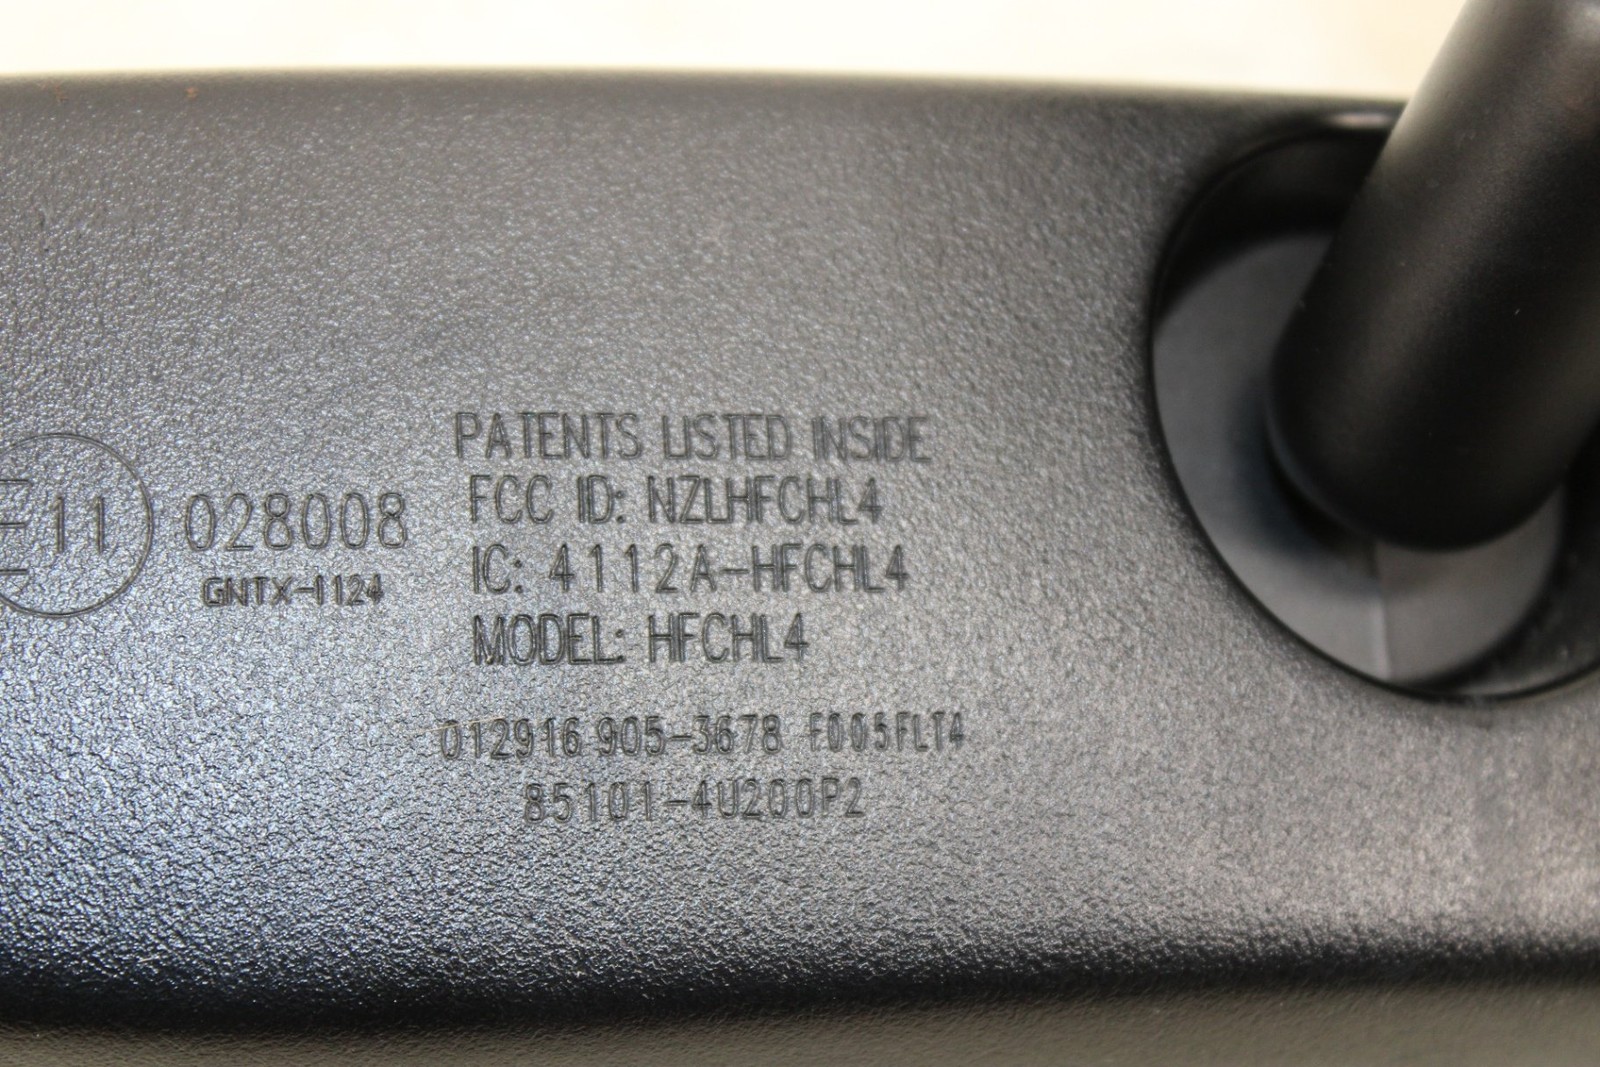 PATENTS LISTED INSIDE
FCC ID: NZLHFCHL4
IC: 4112A-HFCHL4
MODEL: HFCHL4
E11 028008
GNTX-1124
012916 905-3678 F005FLT4
85101-4U200P2